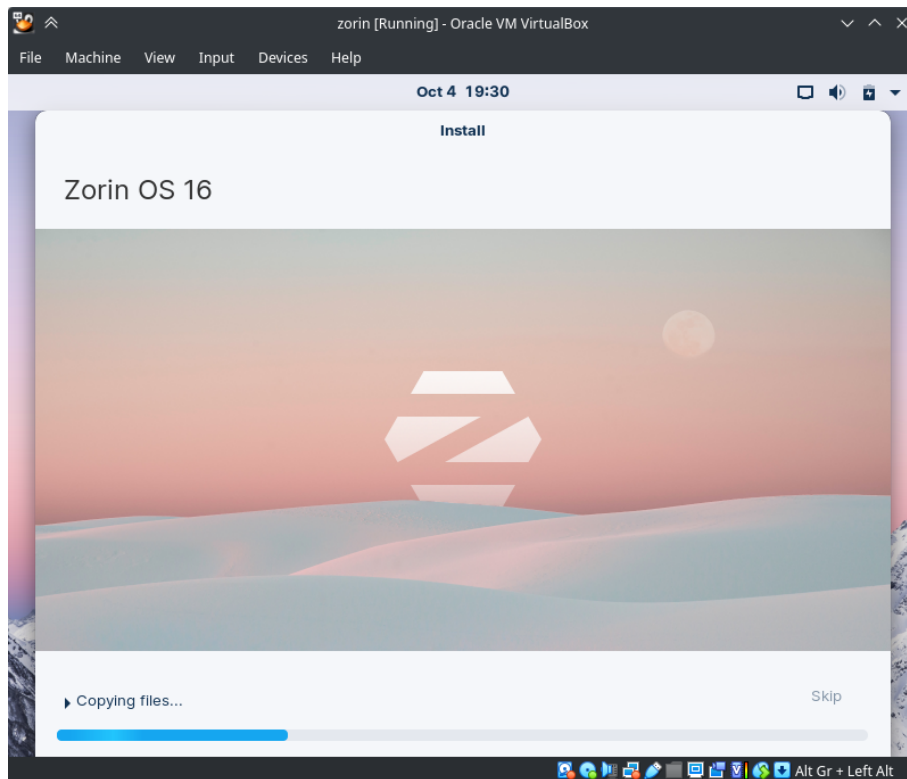 zorin [Running] - Oracle VM VirtualBox
File Machine View Input Devices Help
Oct 4 19:30
Install
Zorin OS 16
Copying files...
Skip
Alt Gr + Left Alt